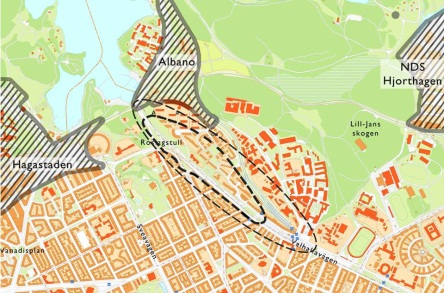 Albano
NDS
Hjorthagen
Lill-Jans
skogen
Roslagstull
Hagastaden
Vanadisplan
Sveavägen
Valhallavägen